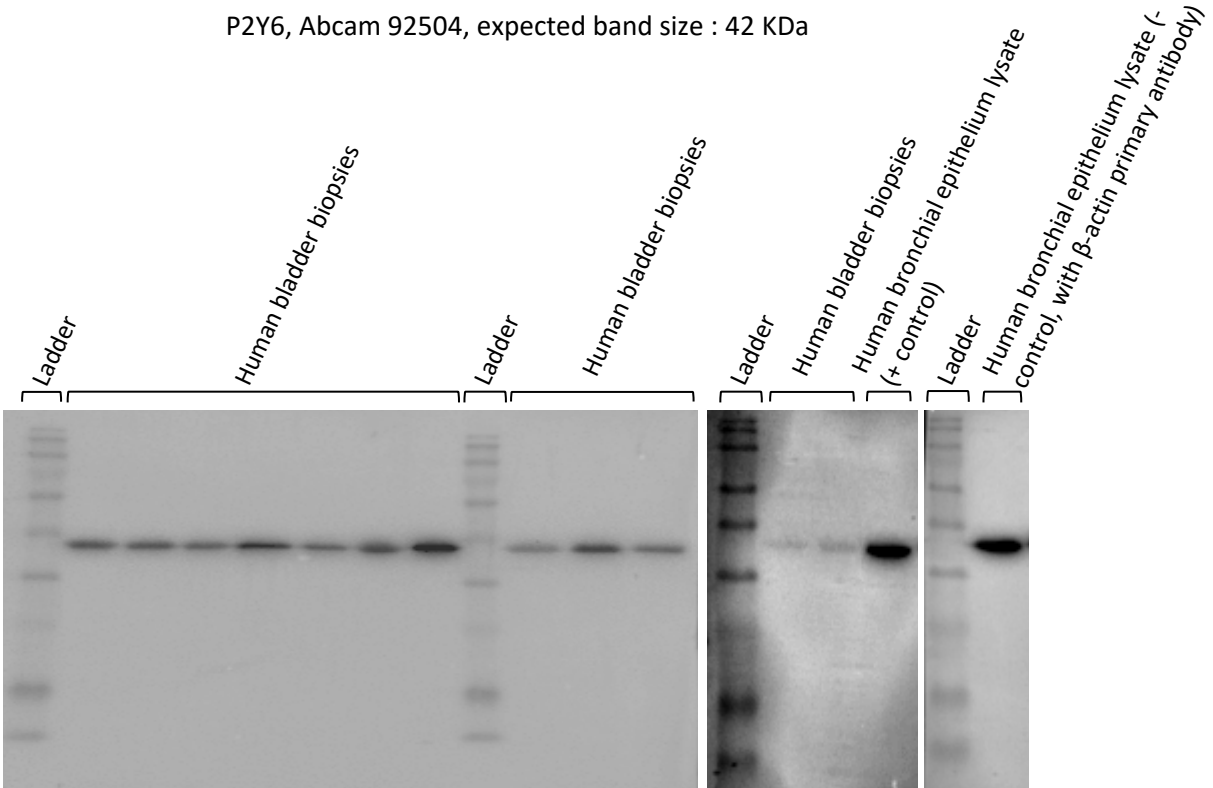 P2Y6, Abcam 92504, expected band size : 42 KDa
Ladder
Human bladder biopsies
Ladder
Human bladder biopsies
Ladder
Human bladder biopsies
Human bronchial epithelium lysate
(+ control)
Ladder
Human bronchial epithelium lysate (-
control, with β-actin primary antibody)